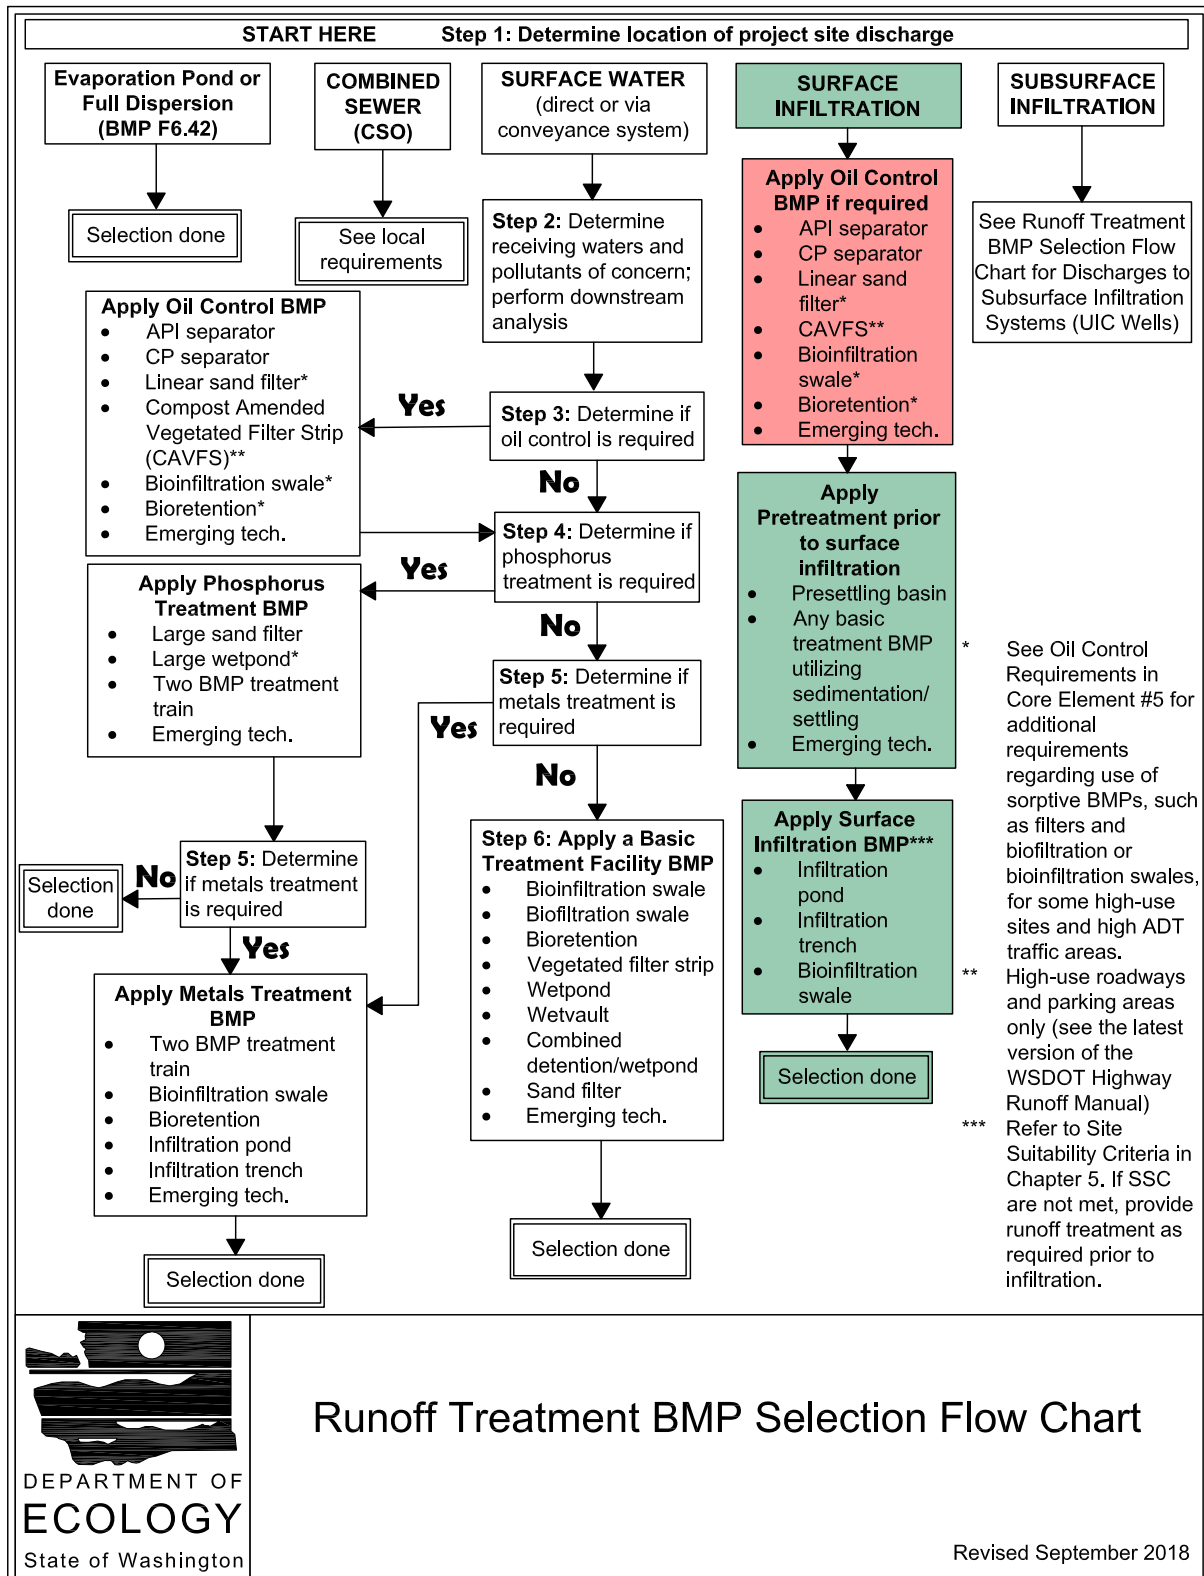 START HERE Step 1: Determine location of project site discharge
Evaporation Pond or
Full Dispersion
(BMP F6.42)
Selection done
COMBINED
SEWER
(CSO)
See local
requirements
SURFACE WATER
(direct or via
conveyance system)
Step 2: Determine
receiving waters and
pollutants of concern;
perform downstream
analysis
Step 3: Determine if
oil control is required
Yes
No
Apply Oil Control BMP
• API separator
• CP separator
• Linear sand filter*
• Compost Amended
Vegetated Filter Strip
(CAVFS)**
• Bioinfiltration swale*
• Bioretention*
• Emerging tech.
Step 4: Determine if
phosphorus
treatment is required
Yes
No
Apply Phosphorus
Treatment BMP
• Large sand filter
• Large wetpond*
• Two BMP treatment
train
• Emerging tech.
Step 5: Determine if
metals treatment is
required
Yes
No
Step 5: Determine
if metals treatment
is required
No
Selection
done
Yes
Apply Metals Treatment
BMP
• Two BMP treatment
train
• Bioinfiltration swale
• Bioretention
• Infiltration pond
• Infiltration trench
• Emerging tech.
Selection done
Step 6: Apply a Basic
Treatment Facility BMP
• Bioinfiltration swale
• Biofiltration swale
• Bioretention
• Vegetated filter strip
• Wetpond
• Wetvault
• Combined
detention/wetpond
• Sand filter
• Emerging tech.
Selection done
SURFACE
INFILTRATION
Apply Oil Control
BMP if required
• API separator
• CP separator
• Linear sand
filter*
• CAVFS**
• Bioinfiltration
swale*
• Bioretention*
• Emerging tech.
Apply
Pretreatment prior
to surface
infiltration
• Presettling basin
• Any basic
treatment BMP
utilizing
sedimentation/
settling
• Emerging tech.
Apply Surface
Infiltration BMP***
• Infiltration
pond
• Infiltration
trench
• Bioinfiltration
swale
Selection done
SUBSURFACE
INFILTRATION
See Runoff Treatment
BMP Selection Flow
Chart for Discharges to
Subsurface Infiltration
Systems (UIC Wells)
* See Oil Control
Requirements in
Core Element #5 for
additional
requirements
regarding use of
sorptive BMPs, such
as filters and
biofiltration or
bioinfiltration swales,
for some high-use
sites and high ADT
traffic areas.
** High-use roadways
and parking areas
only (see the latest
version of the
WSDOT Highway
Runoff Manual)
*** Refer to Site
Suitability Criteria in
Chapter 5. If SSC
are not met, provide
runoff treatment as
required prior to
infiltration.
DEPARTMENT OF
ECOLOGY
State of Washington
Runoff Treatment BMP Selection Flow Chart
Revised September 2018